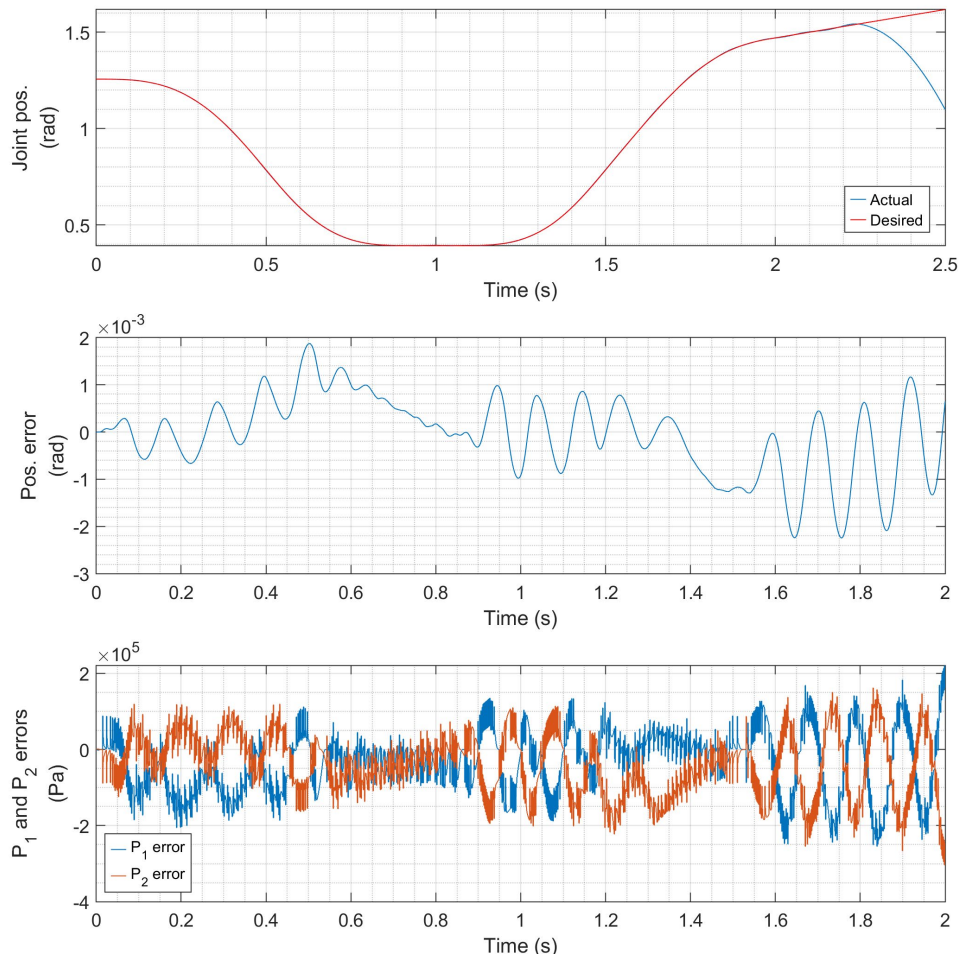 1.5
1
0.5
Joint pos.
(rad)
Actual
Desired
0 0.5 1 1.5 2 2.5
Time (s)
×10-3
2
1
0
-1
-2
-3
Pos. error
(rad)
0 0.2 0.4 0.6 0.8 1 1.2 1.4 1.6 1.8 2
Time (s)
×105
2
0
-2
-4
P1 and P2 errors
(Pa)
P1 error
P2 error
0 0.2 0.4 0.6 0.8 1 1.2 1.4 1.6 1.8 2
Time (s)